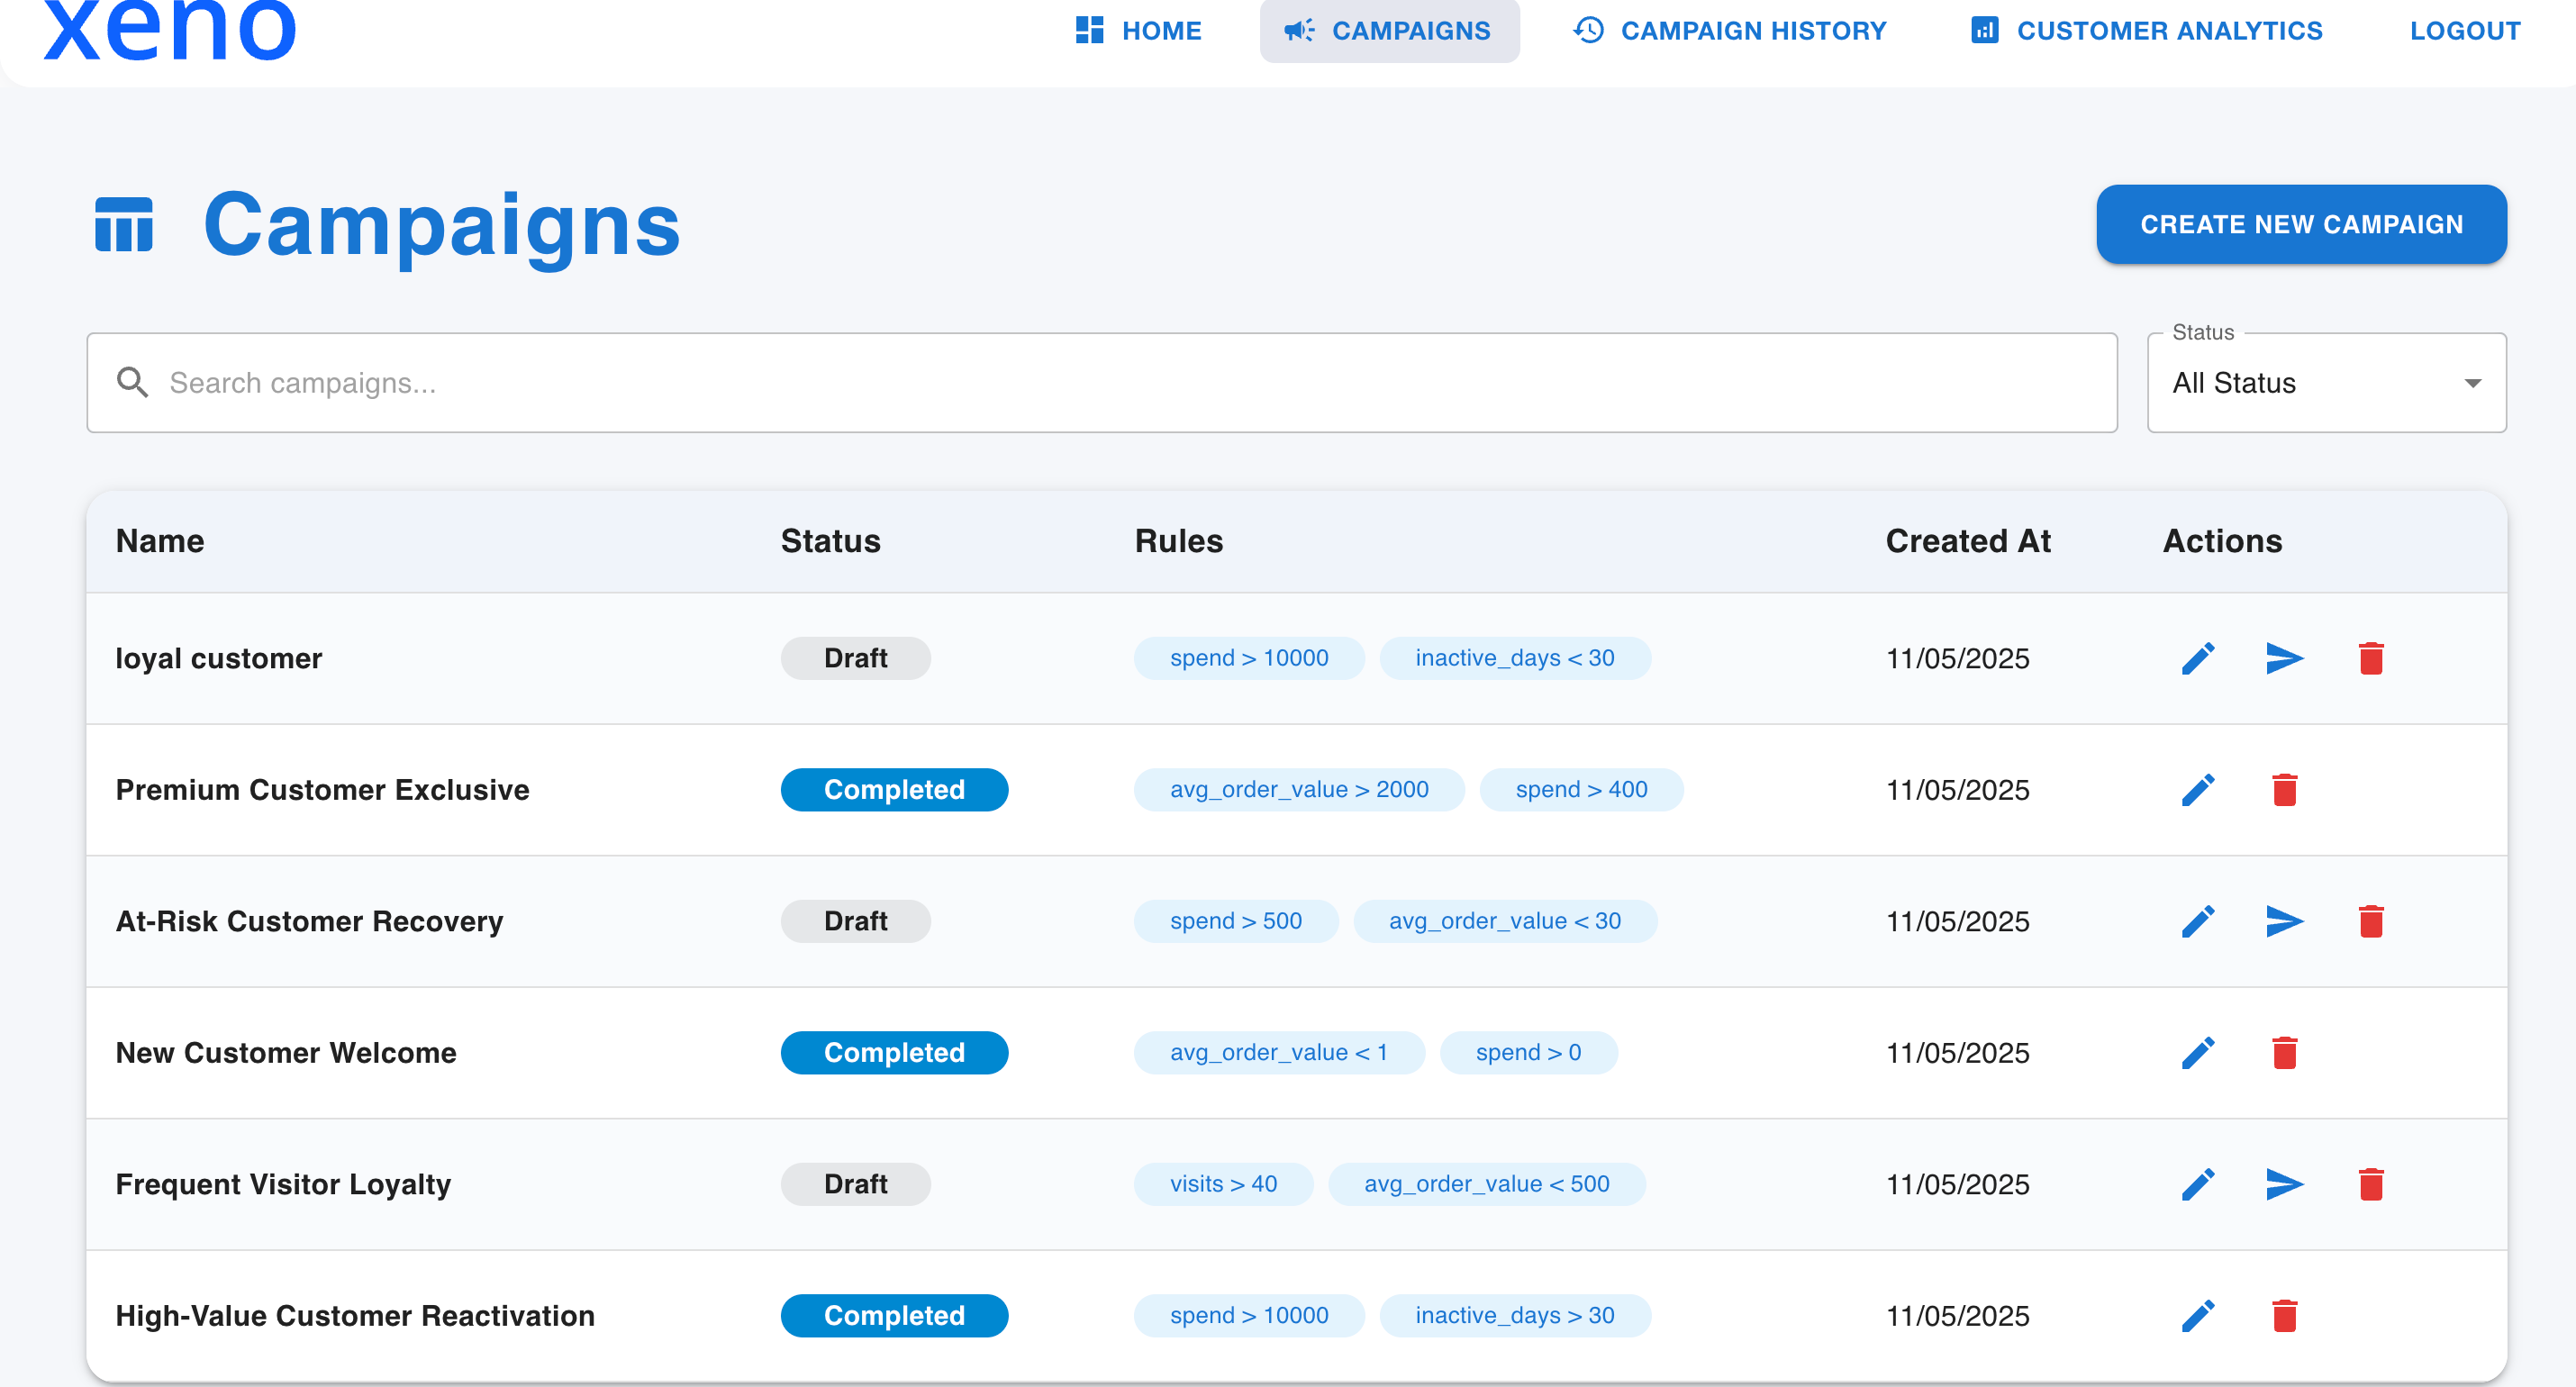 xeno
HOME CAMPAIGNS CAMPAIGN HISTORY CUSTOMER ANALYTICS LOGOUT
Campaigns CREATE NEW CAMPAIGN
Status
Search campaigns... All Status
Name Status Rules Created At Actions
loyal customer Draft spend > 10000 inactive_days < 30 11/05/2025
Premium Customer Exclusive Completed avg_order_value > 2000 spend > 400 11/05/2025
At-Risk Customer Recovery Draft spend > 500 avg_order_value < 30 11/05/2025
New Customer Welcome Completed avg_order_value < 1 spend > 0 11/05/2025
Frequent Visitor Loyalty Draft visits > 40 avg_order_value < 500 11/05/2025
High-Value Customer Reactivation Completed spend > 10000 inactive_days > 30 11/05/2025